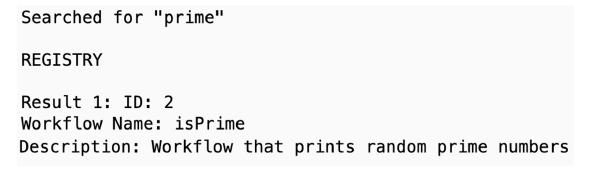 Searched for "prime"
REGISTRY
Result 1: ID: 2
Workflow Name: isPrime
Description: Workflow that prints random prime numbers